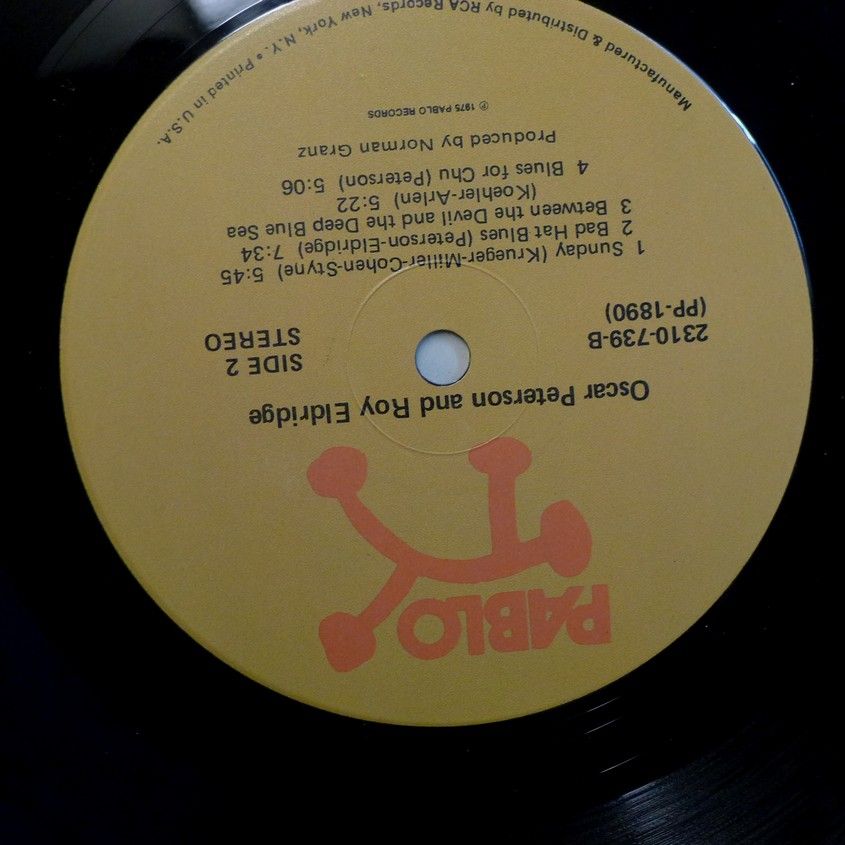 PABLO
Oscar Peterson and Roy Eldridge
2310-739-B SIDE 2
(PP-1890) STEREO
1 Sunday (Krueger-Miller-Cohen-Styne) 5:45
2 Bad Hat Blues (Peterson-Eldridge) 7:34
3 Between the Devil and the Deep Blue Sea
(Koehler-Arlen) 5:22
4 Blues for Chu (Peterson) 5:06
Produced by Norman Granz
℗ 1975 PABLO RECORDS
Manufactured & Distributed by RCA Records, New York, N.Y. • Printed in U.S.A.